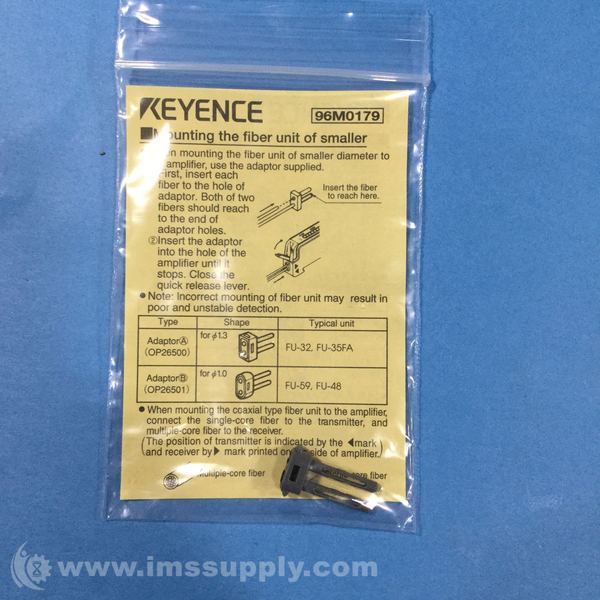 KEYENCE 96M0179
Mounting the fiber unit of smaller
mounting the fiber unit of smaller diameter to
amplifier, use the adaptor supplied.
First, insert each
fiber to the hole of
adaptor. Both of two
fibers should reach
to the end of
adaptor holes.
Insert the fiber
to reach here.
②Insert the adaptor
into the hole of the
amplifier until it
stops. Close the
quick release lever.
● Note: Incorrect mounting of fiber unit may result in
poor and unstable detection.
Type Shape Typical unit
AdaptorⒶ for φ1.3 FU-32, FU-35FA
(OP26500)
AdaptorⒷ for φ1.0 FU-59, FU-48
(OP26501)
● When mounting the coaxial type fiber unit to the amplifier,
connect the single-core fiber to the transmitter, and
multiple-core fiber to the receiver.
(The position of transmitter is indicated by the ◀mark
and receiver by ▶ mark printed on side of amplifier.)
Multiple-core fiber fiber
www.imssupply.com